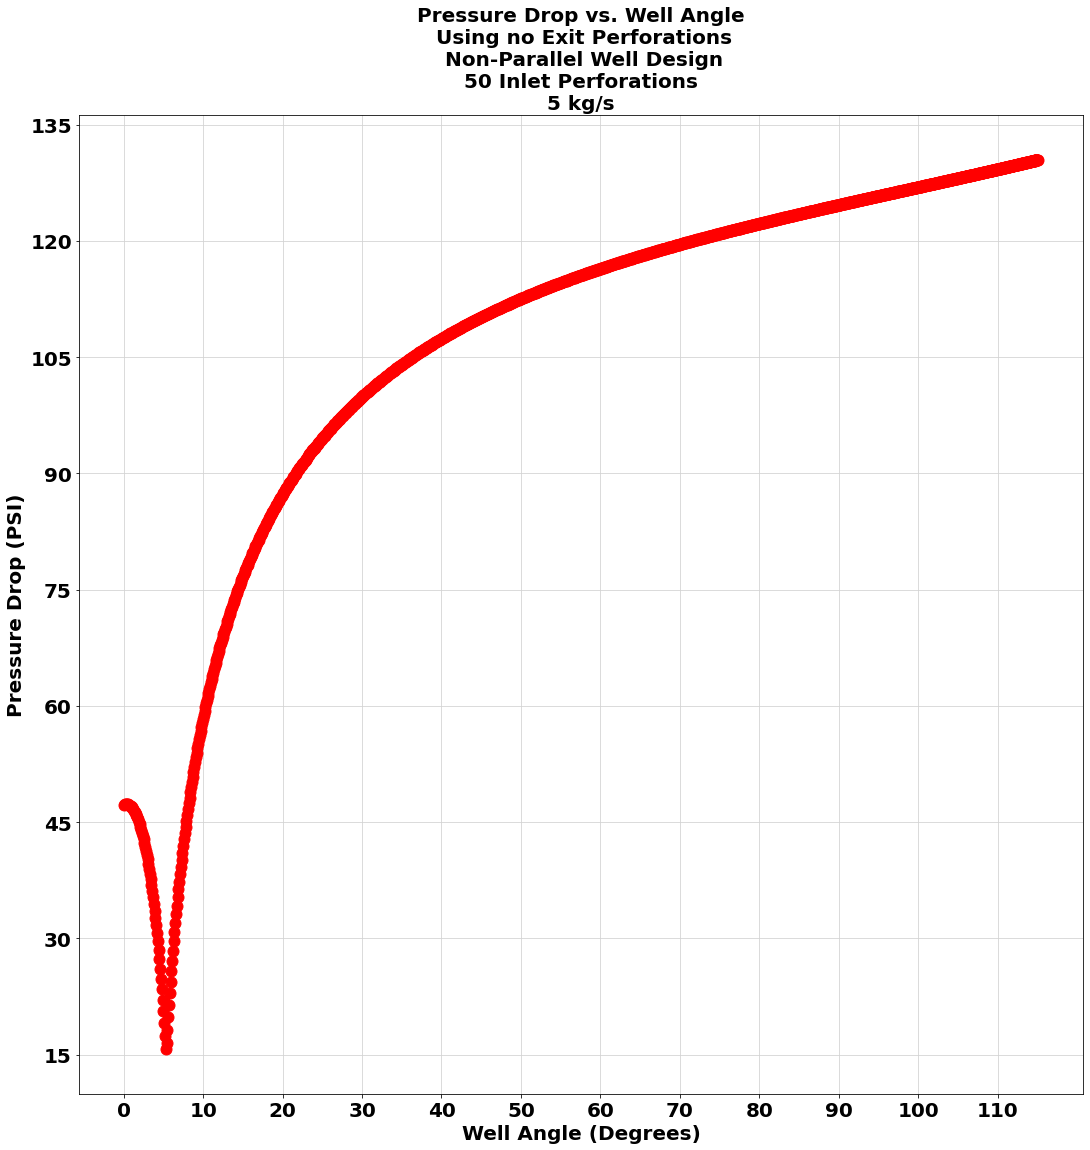 Pressure Drop vs. Well Angle
Using no Exit Perforations
Non-Parallel Well Design
50 Inlet Perforations
5 kg/s
135
120
105
90
75
60
45
30
15
Pressure Drop (PSI)
0 10 20 30 40 50 60 70 80 90 100 110
Well Angle (Degrees)